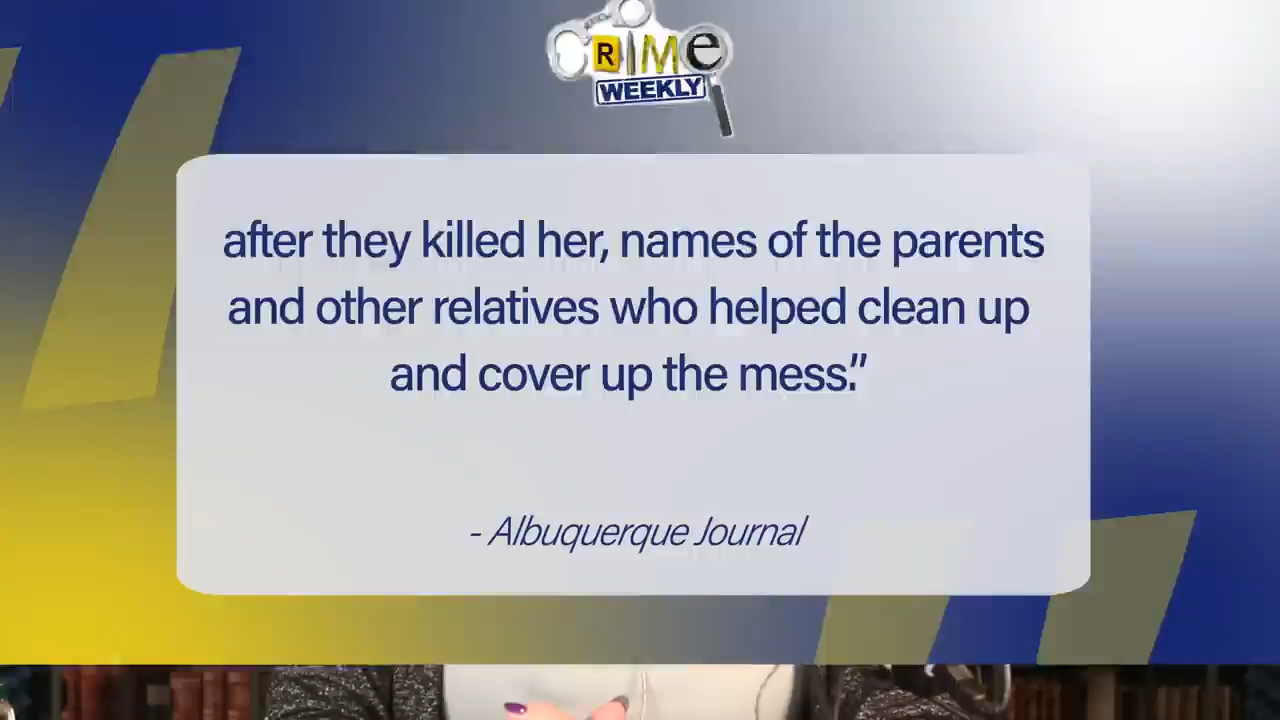 CRIME
WEEKLY
after they killed her, names of the parents
and other relatives who helped clean up
and cover up the mess.”
- Albuquerque Journal